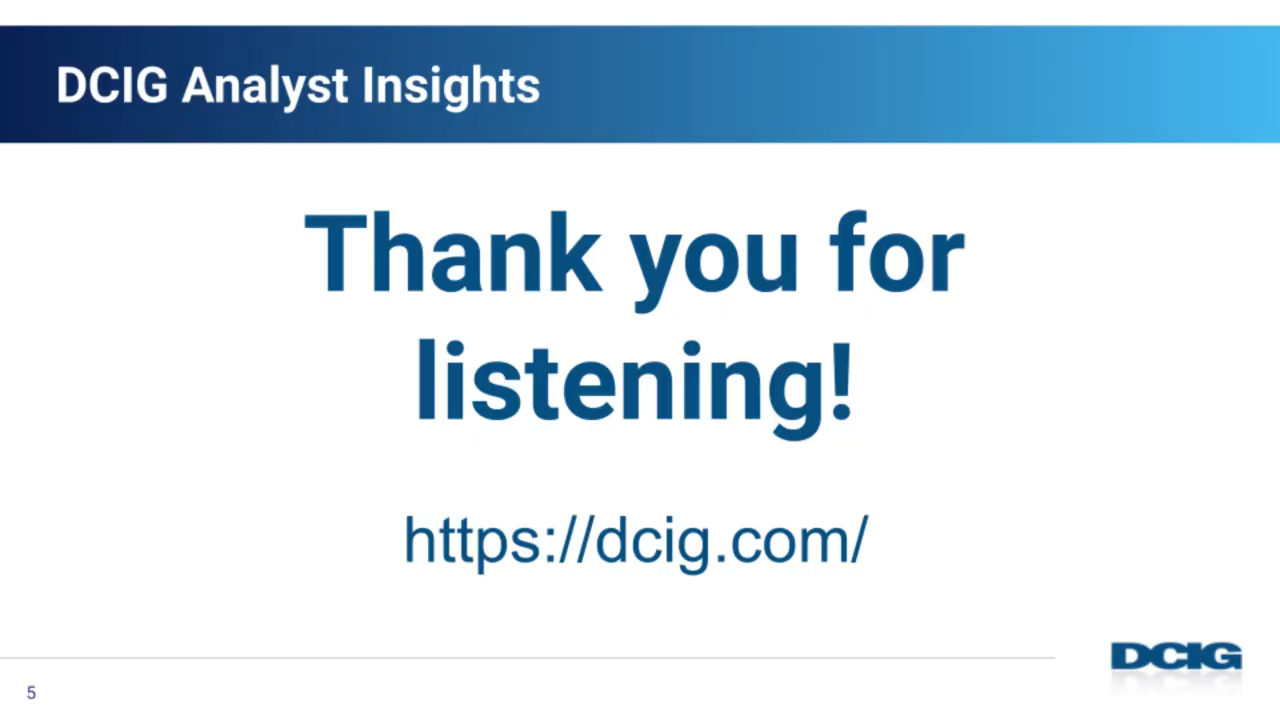 DCIG Analyst Insights
Thank you for
listening!
https://dcig.com/
DCIG
5